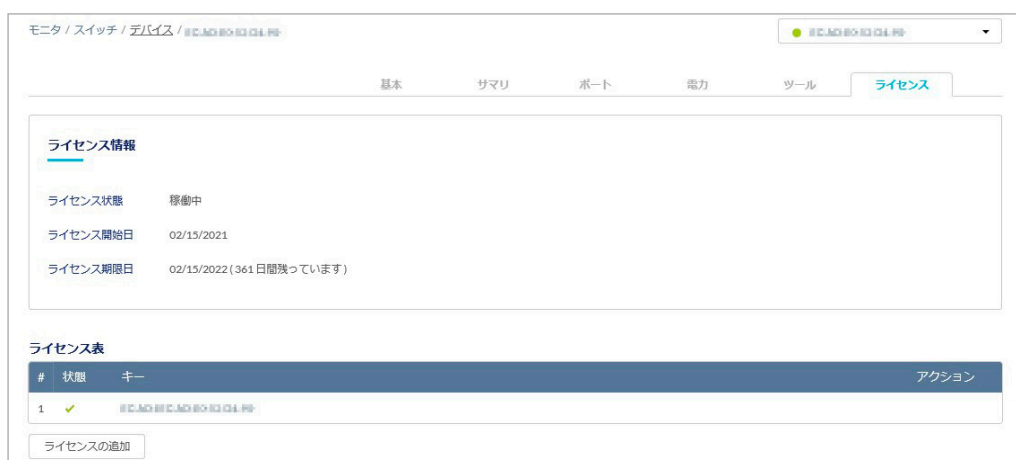 モニタ / スイッチ / デバイス /
基本 サマリ ポート 電力 ツール ライセンス
ライセンス情報
ライセンス状態 稼働中
ライセンス開始日 02/15/2021
ライセンス期限日 02/15/2022 ( 361 日間残っています )
ライセンス表
# 状態 キー アクション
1
ライセンスの追加